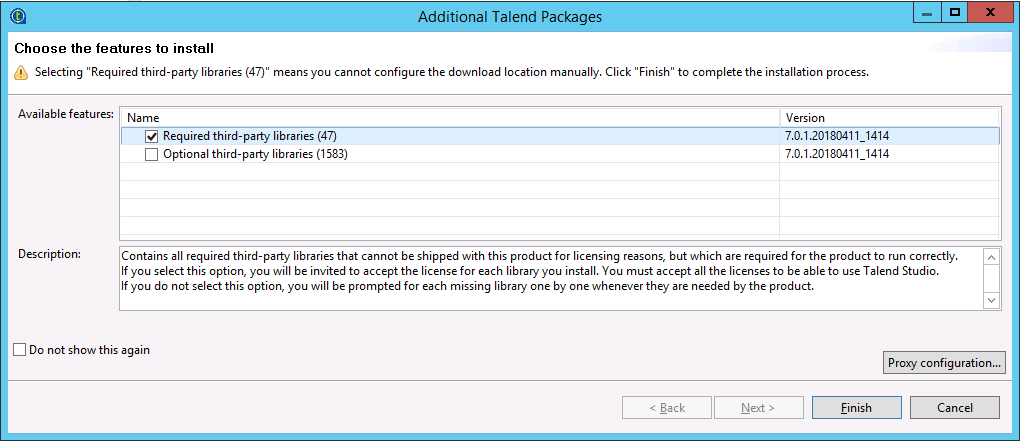 Additional Talend Packages
Choose the features to install
Selecting "Required third-party libraries (47)" means you cannot configure the download location manually. Click "Finish" to complete the installation process.
Available features:
Name Version
Required third-party libraries (47) 7.0.1.20180411_1414
Optional third-party libraries (1583) 7.0.1.20180411_1414
Description:
Contains all required third-party libraries that cannot be shipped with this product for licensing reasons, but which are required for the product to run correctly.
If you select this option, you will be invited to accept the license for each library you install. You must accept all the licenses to be able to use Talend Studio.
If you do not select this option, you will be prompted for each missing library one by one whenever they are needed by the product.
Do not show this again
Proxy configuration...
< Back Next > Finish Cancel